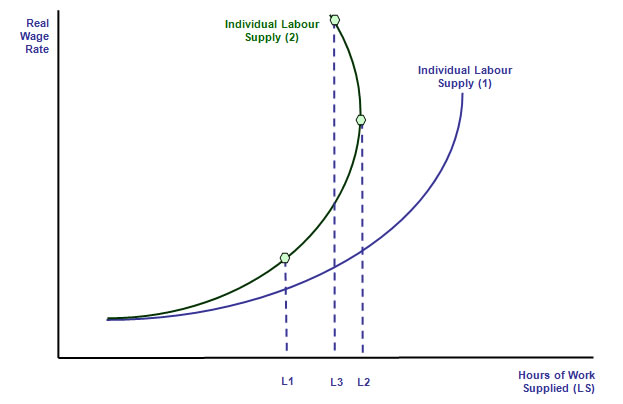 Real
Wage
Rate
Individual Labour
Supply (2)
Individual Labour
Supply (1)
L1
L3
L2
Hours of Work
Supplied (LS)